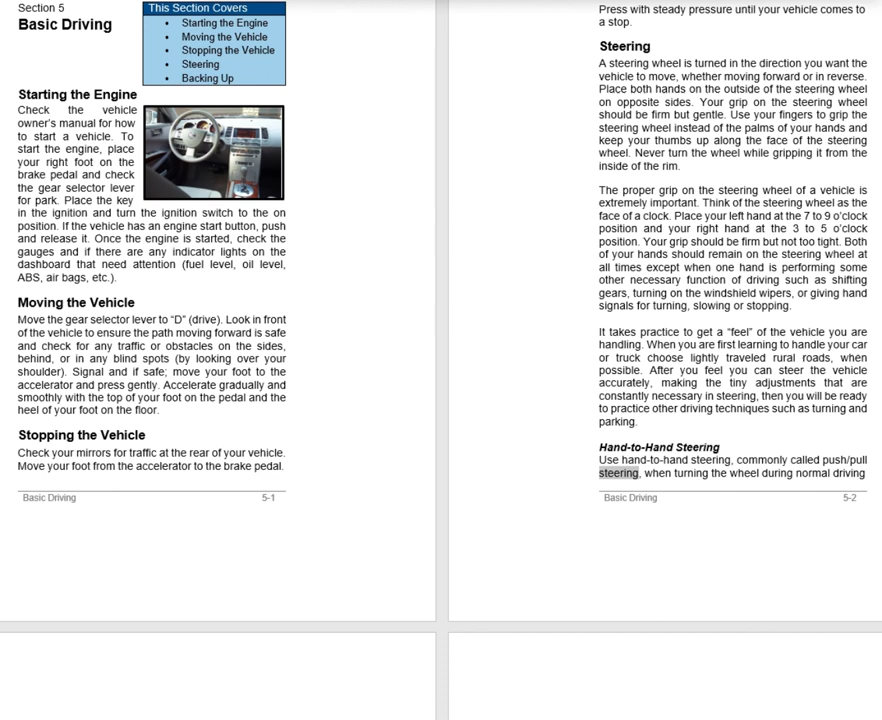 Section 5
Basic Driving
This Section Covers
• Starting the Engine
• Moving the Vehicle
• Stopping the Vehicle
• Steering
• Backing Up
Starting the Engine
Check the vehicle
owner's manual for how
to start a vehicle. To
start the engine, place
your right foot on the
brake pedal and check
the gear selector lever
for park. Place the key
in the ignition and turn the ignition switch to the on
position. If the vehicle has an engine start button, push
and release it. Once the engine is started, check the
gauges and if there are any indicator lights on the
dashboard that need attention (fuel level, oil level,
ABS, air bags, etc.).
Moving the Vehicle
Move the gear selector lever to “D” (drive). Look in front
of the vehicle to ensure the path moving forward is safe
and check for any traffic or obstacles on the sides,
behind, or in any blind spots (by looking over your
shoulder). Signal and if safe; move your foot to the
accelerator and press gently. Accelerate gradually and
smoothly with the top of your foot on the pedal and the
heel of your foot on the floor.
Stopping the Vehicle
Check your mirrors for traffic at the rear of your vehicle.
Move your foot from the accelerator to the brake pedal.
Basic Driving 5-1
Press with steady pressure until your vehicle comes to
a stop.
Steering
A steering wheel is turned in the direction you want the
vehicle to move, whether moving forward or in reverse.
Place both hands on the outside of the steering wheel
on opposite sides. Your grip on the steering wheel
should be firm but gentle. Use your fingers to grip the
steering wheel instead of the palms of your hands and
keep your thumbs up along the face of the steering
wheel. Never turn the wheel while gripping it from the
inside of the rim.
The proper grip on the steering wheel of a vehicle is
extremely important. Think of the steering wheel as the
face of a clock. Place your left hand at the 7 to 9 o'clock
position and your right hand at the 3 to 5 o'clock
position. Your grip should be firm but not too tight. Both
of your hands should remain on the steering wheel at
all times except when one hand is performing some
other necessary function of driving such as shifting
gears, turning on the windshield wipers, or giving hand
signals for turning, slowing or stopping.
It takes practice to get a “feel” of the vehicle you are
handling. When you are first learning to handle your car
or truck choose lightly traveled rural roads, when
possible. After you feel you can steer the vehicle
accurately, making the tiny adjustments that are
constantly necessary in steering, then you will be ready
to practice other driving techniques such as turning and
parking.
Hand-to-Hand Steering
Use hand-to-hand steering, commonly called push/pull
steering, when turning the wheel during normal driving
Basic Driving 5-2